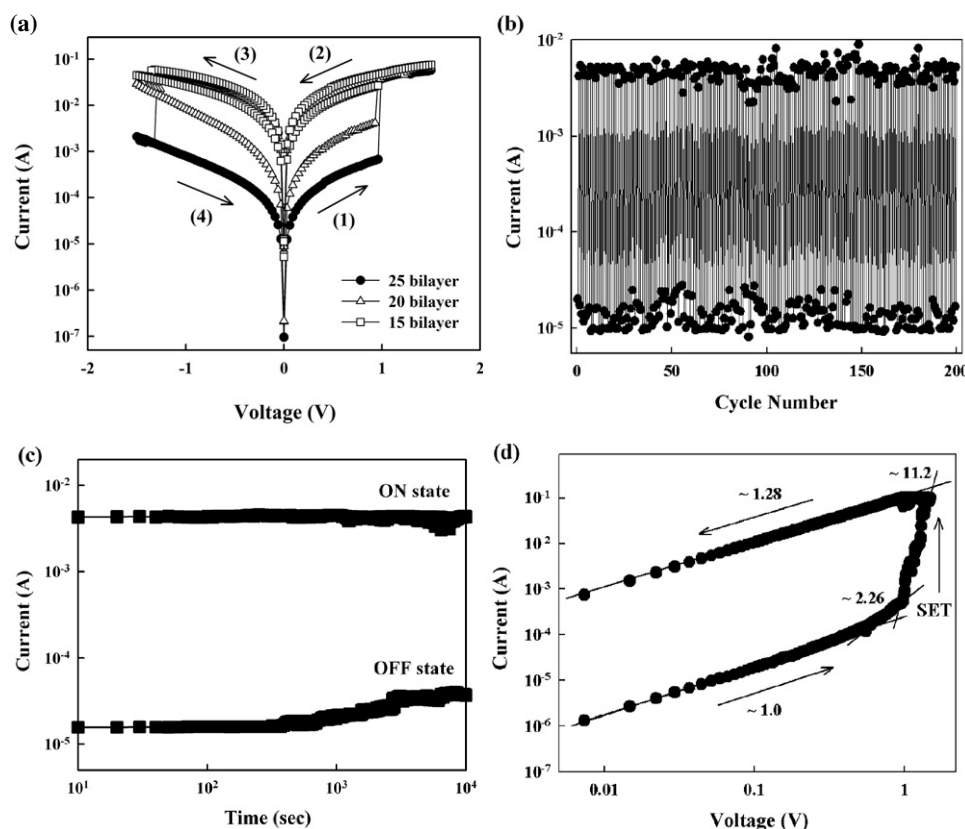 (a)
10^-1
10^-2
10^-3
10^-4
10^-5
10^-6
10^-7
Current (A)
(3)
(2)
(4)
(1)
25 bilayer
20 bilayer
15 bilayer
-2
-1
0
1
2
Voltage (V)
(b)
10^-2
10^-3
10^-4
10^-5
Current (A)
0
50
100
150
200
Cycle Number
(c)
10^-2
10^-3
10^-4
10^-5
Current (A)
ON state
OFF state
10^1
10^2
10^3
10^4
Time (sec)
(d)
10^-1
10^-2
10^-3
10^-4
10^-5
10^-6
10^-7
Current (A)
~ 11.2
~ 1.28
~ 2.26
SET
~ 1.0
0.01
0.1
1
Voltage (V)